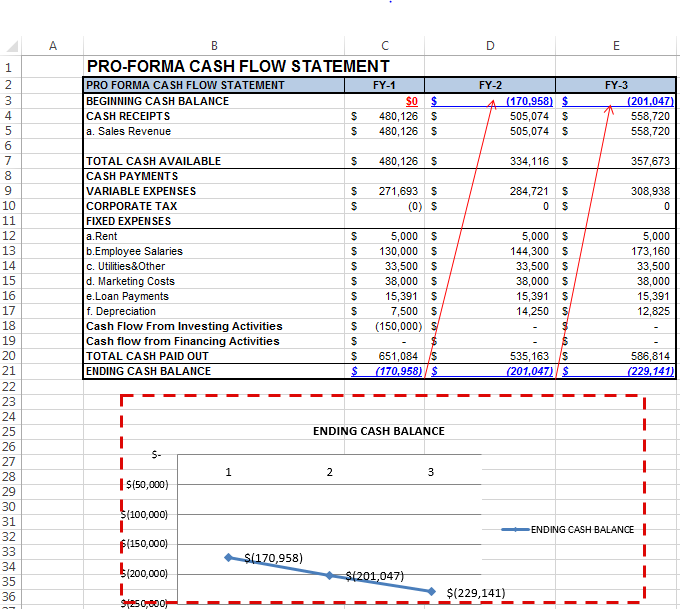 A B C D E
1 PRO-FORMA CASH FLOW STATEMENT
2 PRO FORMA CASH FLOW STATEMENT FY-1 FY-2 FY-3
3 BEGINNING CASH BALANCE $0 $ (170,958) $ (201,047)
4 CASH RECEIPTS $ 480,126 $ 505,074 $ 558,720
5 a. Sales Revenue $ 480,126 $ 505,074 $ 558,720
6
7 TOTAL CASH AVAILABLE $ 480,126 $ 334,116 $ 357,673
8 CASH PAYMENTS
9 VARIABLE EXPENSES $ 271,693 $ 284,721 $ 308,938
10 CORPORATE TAX $ (0) $ 0 $ 0
11 FIXED EXPENSES
12 a.Rent $ 5,000 $ 5,000 $ 5,000
13 b.Employee Salaries $ 130,000 $ 144,300 $ 173,160
14 c. Utilities&Other $ 33,500 $ 33,500 $ 33,500
15 d. Marketing Costs $ 38,000 $ 38,000 $ 38,000
16 e.Loan Payments $ 15,391 $ 15,391 $ 15,391
17 f. Depreciation $ 7,500 $ 14,250 $ 12,825
18 Cash Flow From Investing Activities $ (150,000) $ - $ -
19 Cash flow from Financing Activities $ - $ - $ -
20 TOTAL CASH PAID OUT $ 651,084 $ 535,163 $ 586,814
21 ENDING CASH BALANCE $ (170,958) $ (201,047) $ (229,141)
22
23
24
25 ENDING CASH BALANCE
26
27 $-
28 1 2 3
29 $(50,000)
30
31 $(100,000)
32 ENDING CASH BALANCE
33 $(150,000)
34 $(170,958)
35 $(200,000) $(201,047)
36 $(229,141)
37 $(250,000)